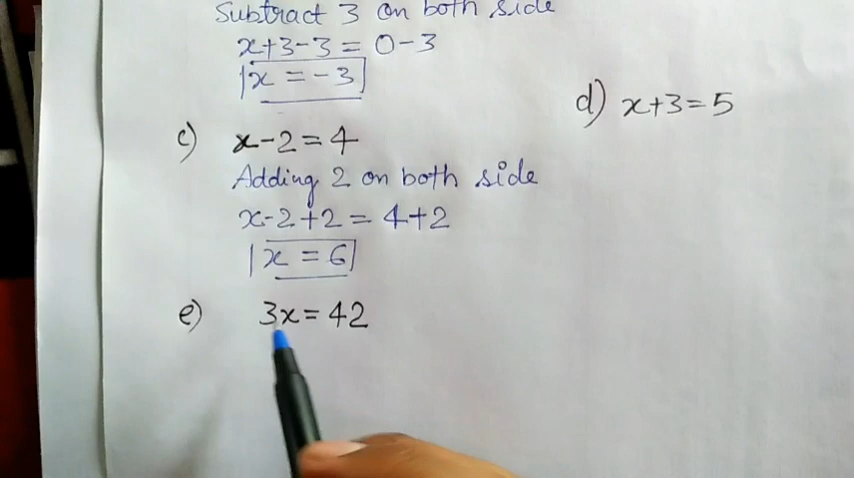 Subtract 3 on both side
x+3-3 = 0-3
x = -3
c) x-2=4
Adding 2 on both side
x-2+2 = 4+2
x = 6
d) x+3=5
e) 3x = 42